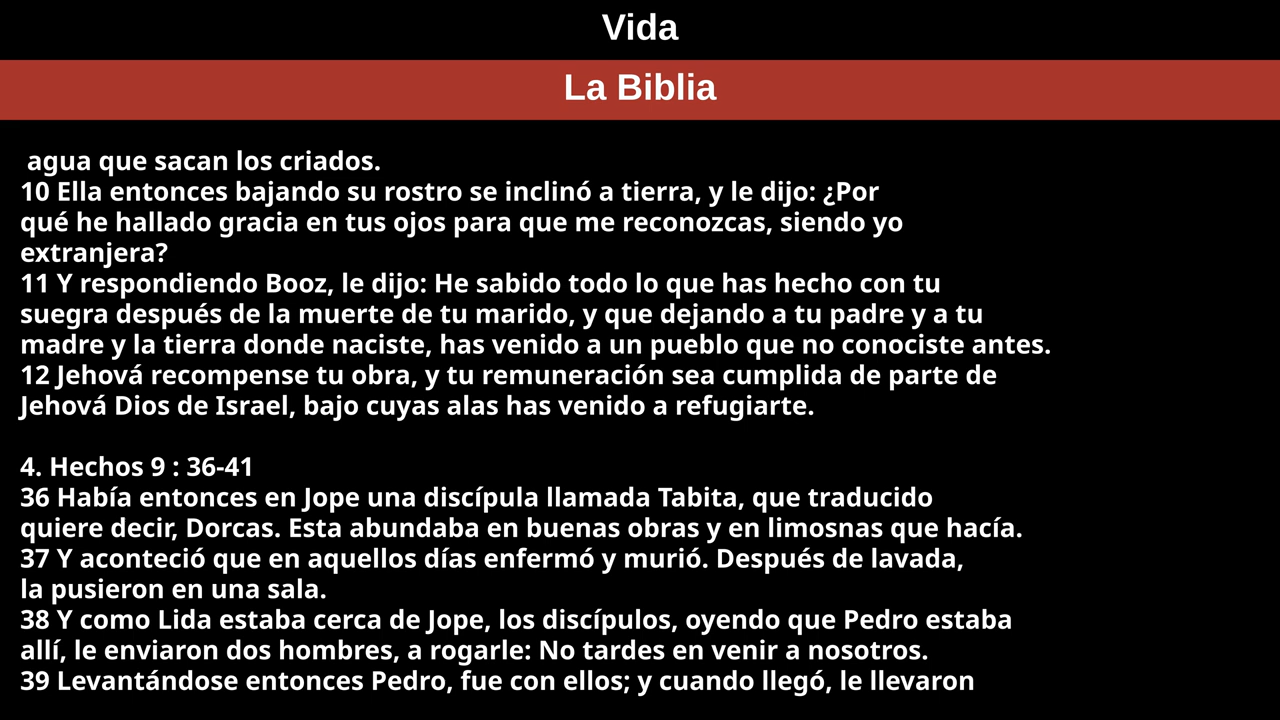 Vida
La Biblia
agua que sacan los criados.
10 Ella entonces bajando su rostro se inclinó a tierra, y le dijo: ¿Por
qué he hallado gracia en tus ojos para que me reconozcas, siendo yo
extranjera?
11 Y respondiendo Booz, le dijo: He sabido todo lo que has hecho con tu
suegra después de la muerte de tu marido, y que dejando a tu padre y a tu
madre y la tierra donde naciste, has venido a un pueblo que no conociste antes.
12 Jehová recompense tu obra, y tu remuneración sea cumplida de parte de
Jehová Dios de Israel, bajo cuyas alas has venido a refugiarte.
4. Hechos 9 : 36-41
36 Había entonces en Jope una discípula llamada Tabita, que traducido
quiere decir, Dorcas. Esta abundaba en buenas obras y en limosnas que hacía.
37 Y aconteció que en aquellos días enfermó y murió. Después de lavada,
la pusieron en una sala.
38 Y como Lida estaba cerca de Jope, los discípulos, oyendo que Pedro estaba
allí, le enviaron dos hombres, a rogarle: No tardes en venir a nosotros.
39 Levantándose entonces Pedro, fue con ellos; y cuando llegó, le llevaron